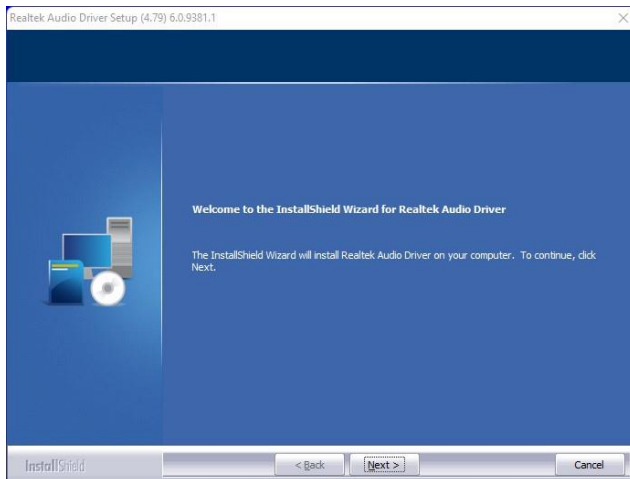 Realtek Audio Driver Setup (4.79) 6.0.9381.1
Welcome to the InstallShield Wizard for Realtek Audio Driver
The InstallShield Wizard will install Realtek Audio Driver on your computer. To continue, click
Next.
InstallShield
< Back
Next >
Cancel